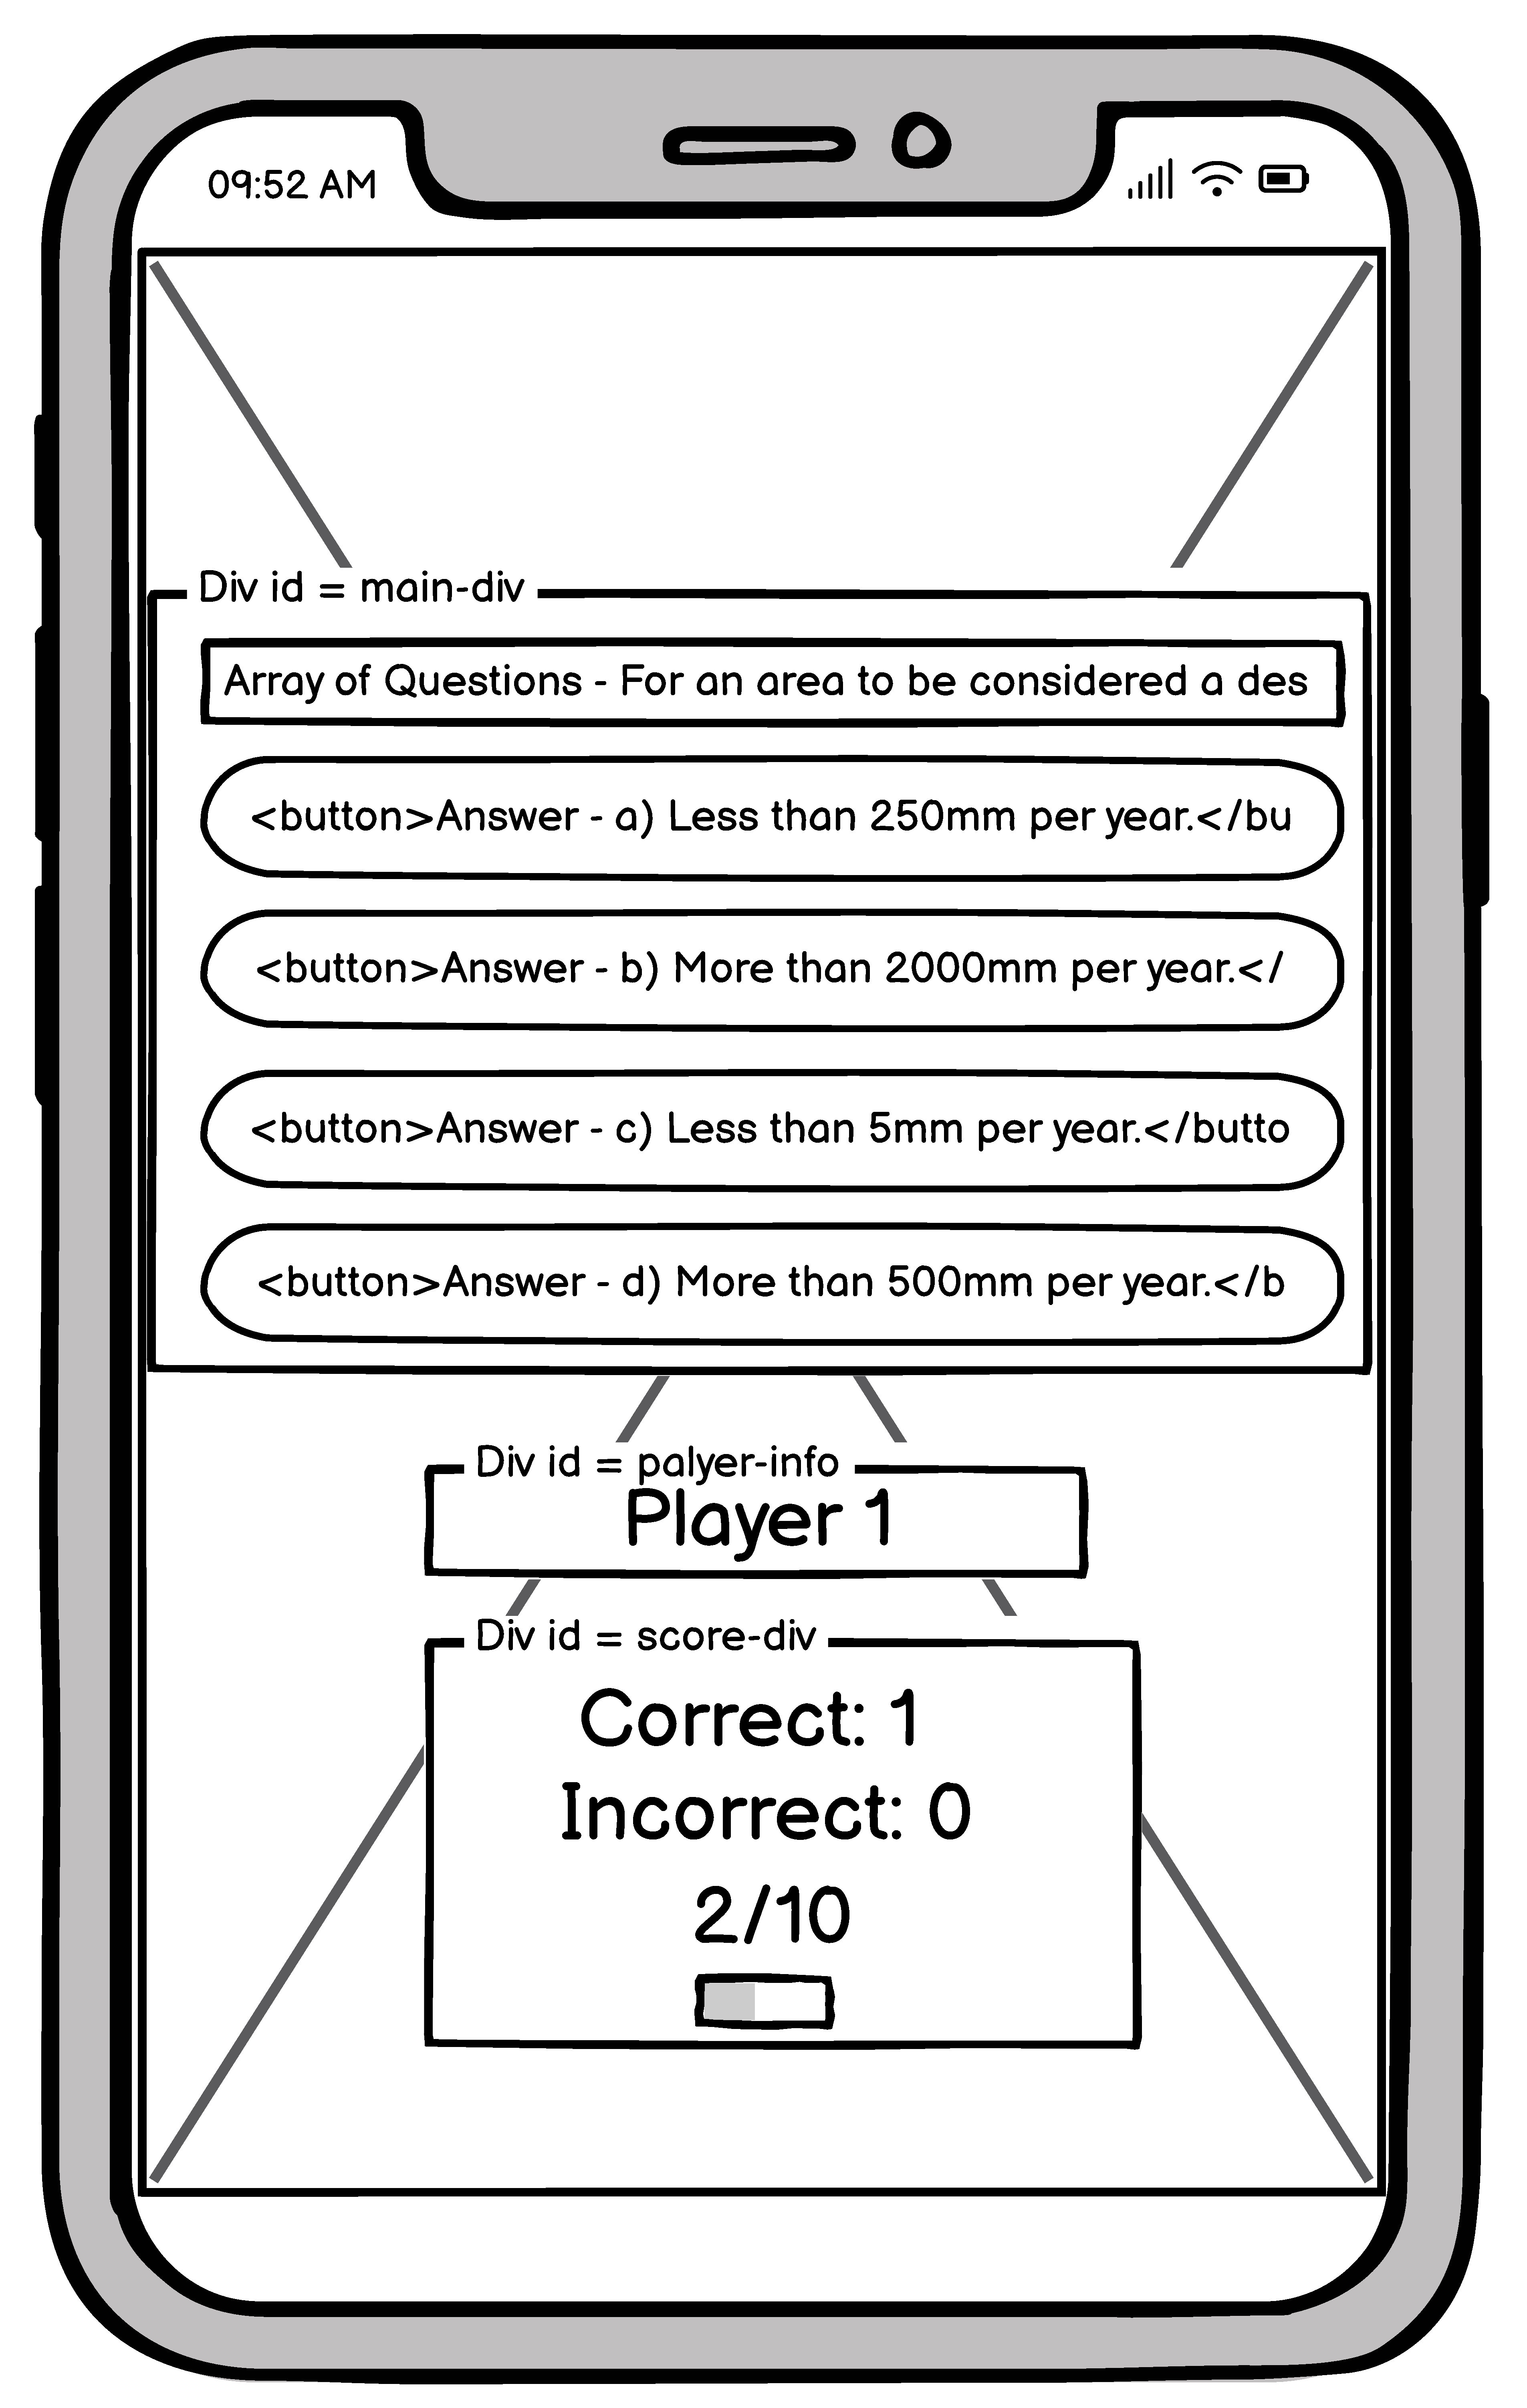 09:52 AM
Div id = main-div
Array of Questions - For an area to be considered a des
<button>Answer - a) Less than 250mm per year.</bu
<button>Answer - b) More than 2000mm per year.</
<button>Answer - c) Less than 5mm per year.</butto
<button>Answer - d) More than 500mm per year.</b
Div id = palyer-info
Player 1
Div id = score-div
Correct: 1
Incorrect: 0
2/10